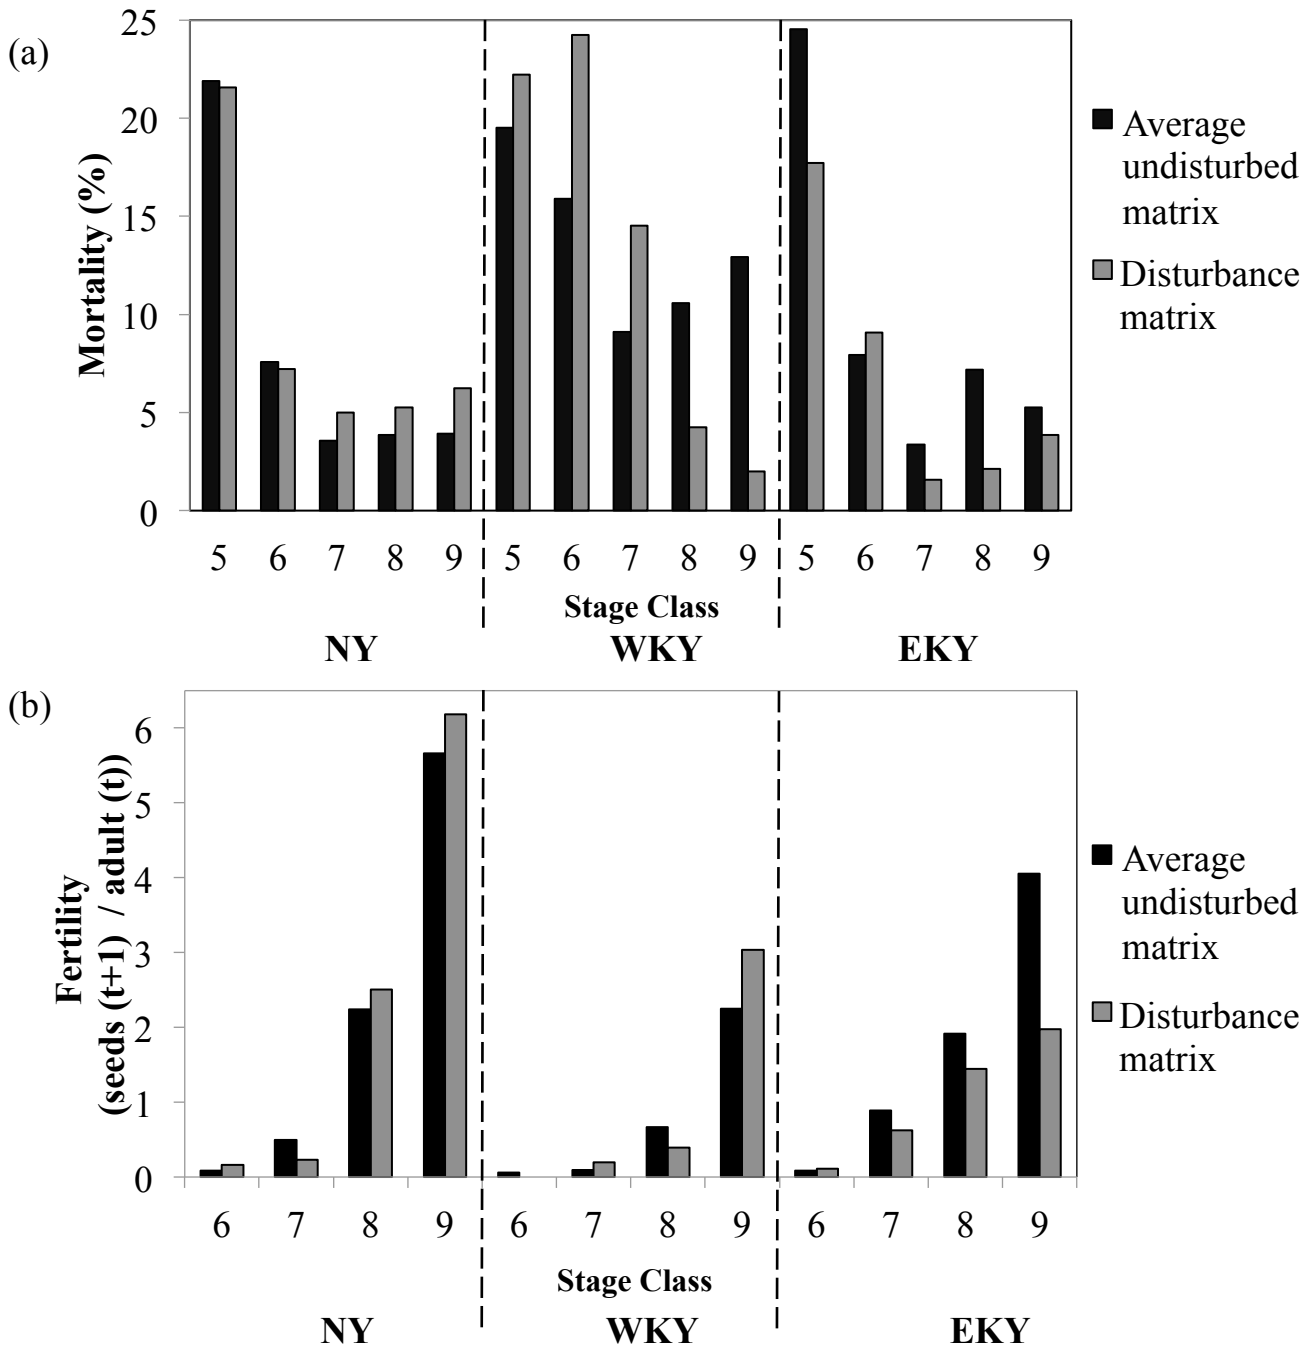 (a)
Mortality (%)
25
20
15
10
5
0
5 6 7 8 9 5 6 7 8 9 5 6 7 8 9
Stage Class
NY WKY EKY
Average
undisturbed
matrix
Disturbance
matrix
(b)
Fertility
(seeds (t+1) / adult (t))
6
5
4
3
2
1
0
6 7 8 9 6 7 8 9 6 7 8 9
Stage Class
NY WKY EKY
Average
undisturbed
matrix
Disturbance
matrix